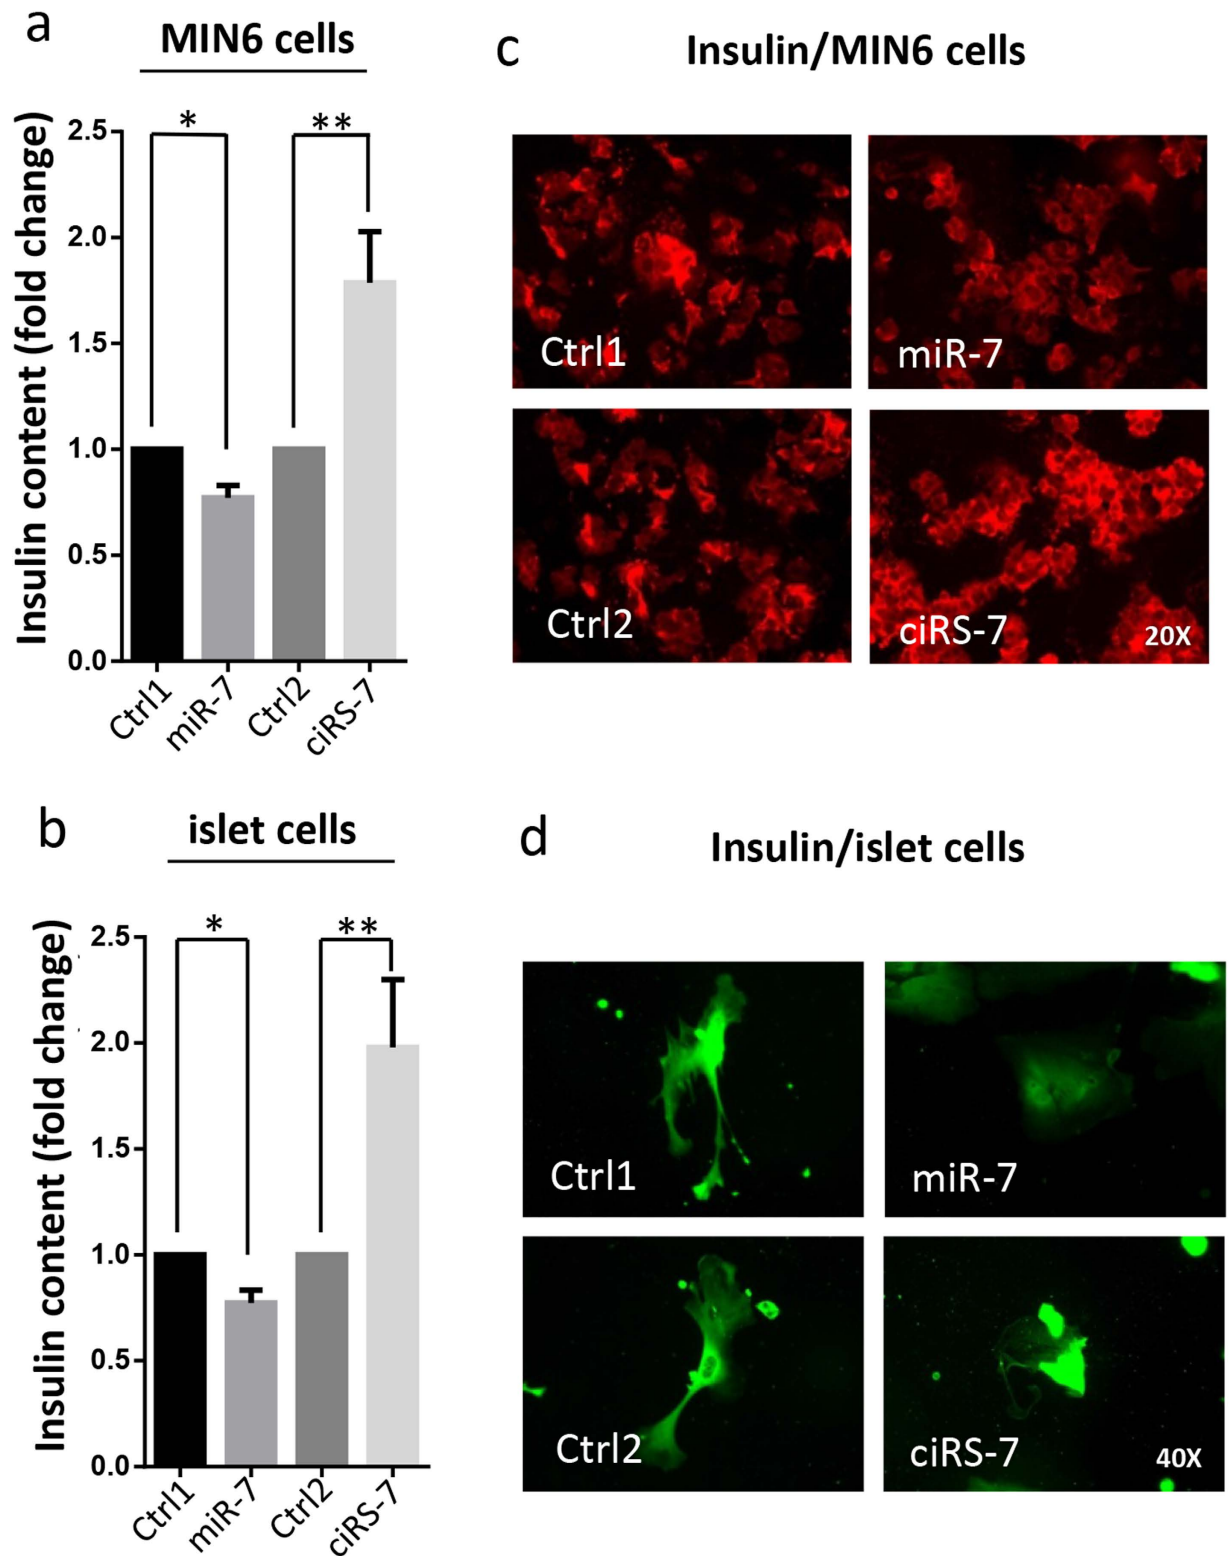 a
MIN6 cells
Insulin content (fold change)
2.5
2.0
1.5
1.0
0.5
0.0
*
**
Ctrl1
miR-7
Ctrl2
ciRS-7
c
Insulin/MIN6 cells
Ctrl1
miR-7
Ctrl2
ciRS-7
20X
b
islet cells
Insulin content (fold change)
2.5
2.0
1.5
1.0
0.5
0.0
*
**
Ctrl1
miR-7
Ctrl2
ciRS-7
d
Insulin/islet cells
Ctrl1
miR-7
Ctrl2
ciRS-7
40X